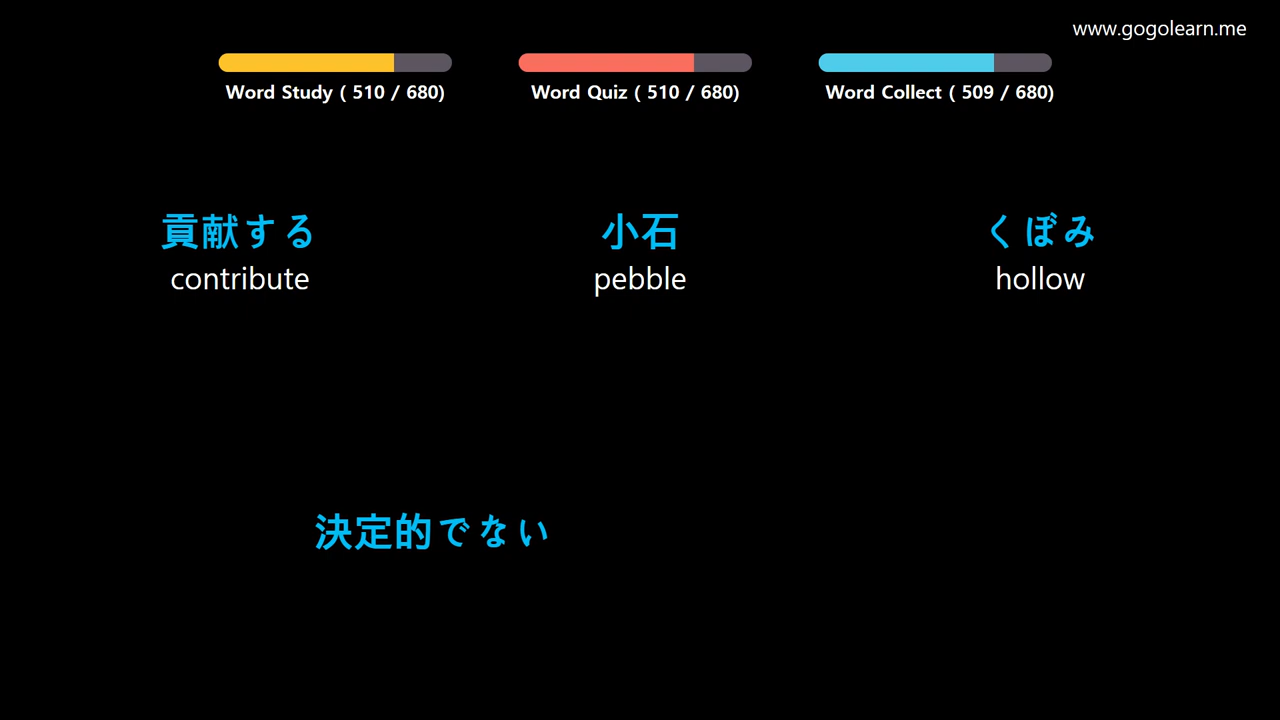 www.gogolearn.me
Word Study ( 510 / 680)
Word Quiz ( 510 / 680)
Word Collect ( 509 / 680)
貢献する
contribute
小石
pebble
くぼみ
hollow
決定的でない